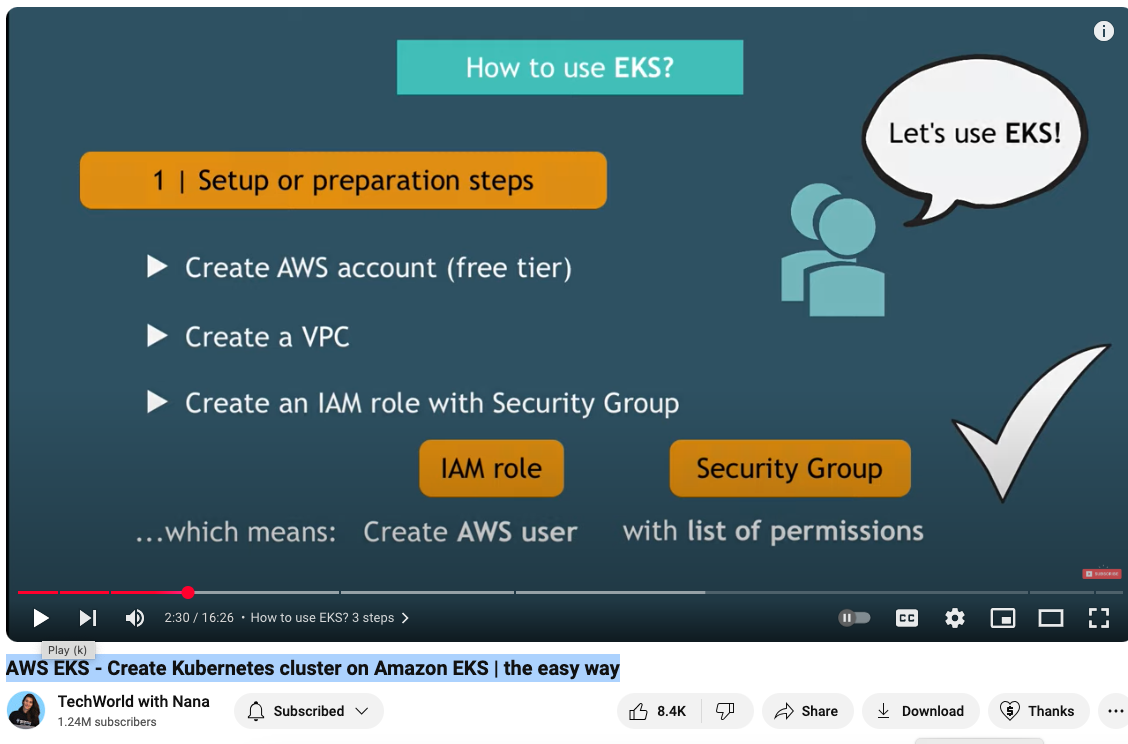 How to use EKS?
Let's use EKS!
1 | Setup or preparation steps
Create AWS account (free tier)
Create a VPC
Create an IAM role with Security Group
IAM role
Security Group
...which means: Create AWS user with list of permissions
SUBSCRIBE
2:30 / 16:26 • How to use EKS? 3 steps
CC
Play (k)
AWS EKS - Create Kubernetes cluster on Amazon EKS | the easy way
TechWorld with Nana
1.24M subscribers
Subscribed
8.4K
Share
Download
Thanks